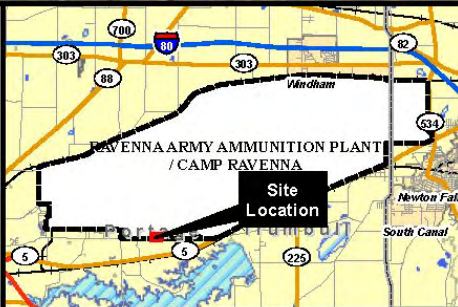 700
80
82
303
303
88
Windham
534
RAVENNA ARMY AMMUNITION PLANT
/ CAMP RAVENNA
Site
Location
Newton Fal
Portage
Trumbull
South Canal
5
5
225